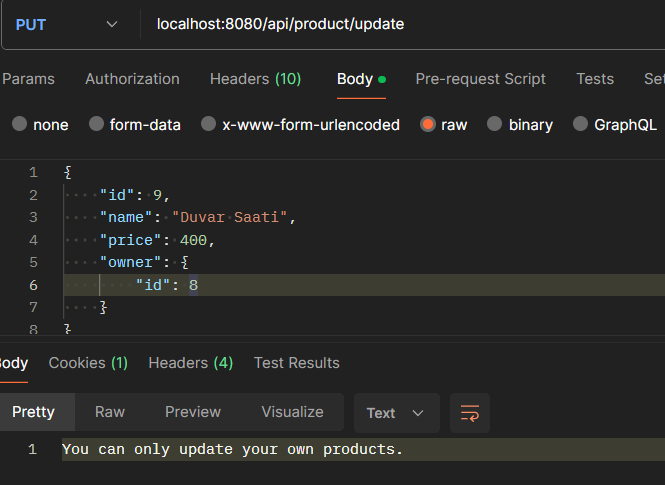 PUT localhost:8080/api/product/update
Params Authorization Headers (10) Body Pre-request Script Tests
none form-data x-www-form-urlencoded raw binary GraphQL
1 {
2 "id": 9,
3 "name": "Duvar Saati",
4 "price": 400,
5 "owner": {
6 "id": 8
7 }
8 }
Body Cookies (1) Headers (4) Test Results
Pretty Raw Preview Visualize Text
1 You can only update your own products.